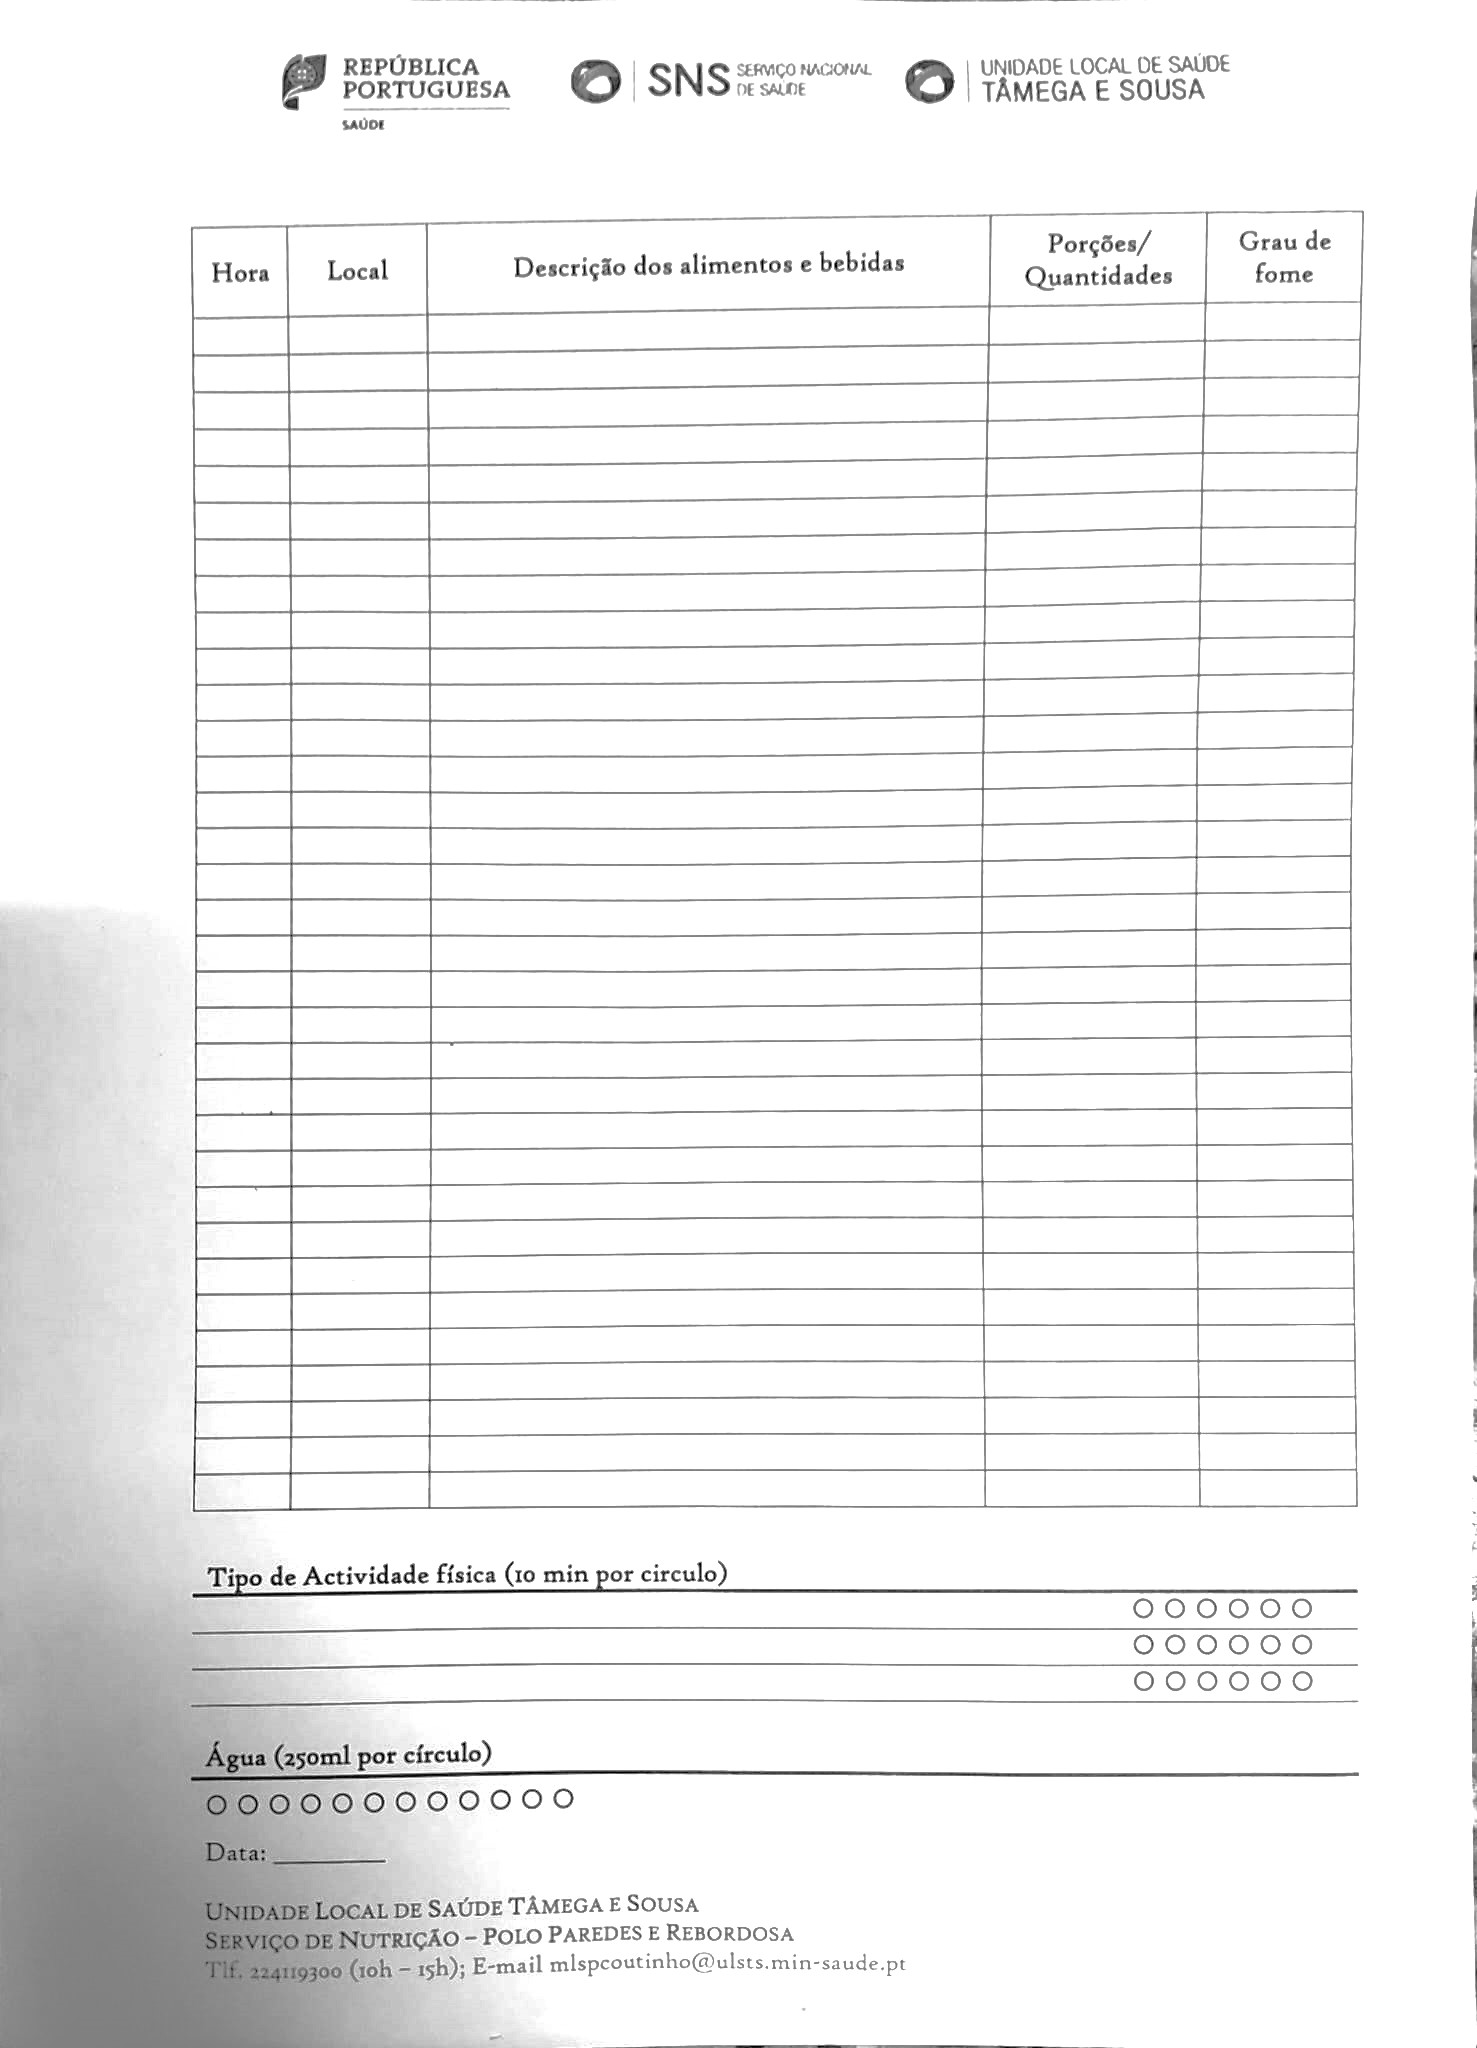 REPÚBLICA
PORTUGUESA
SAÚDE
SNS SERVIÇO NACIONAL
DE SAÚDE
UNIDADE LOCAL DE SAÚDE
TÂMEGA E SOUSA
Hora Local Descrição dos alimentos e bebidas Porções/ Quantidades Grau de fome
Tipo de Actividade física (10 min por circulo)
Água (250ml por círculo)
Data: ________
UNIDADE LOCAL DE SAÚDE TÂMEGA E SOUSA
SERVIÇO DE NUTRIÇÃO – POLO PAREDES E REBORDOSA
Tlf. 224119300 (10h – 15h); E-mail mlspcoutinho@ulsts.min-saude.pt